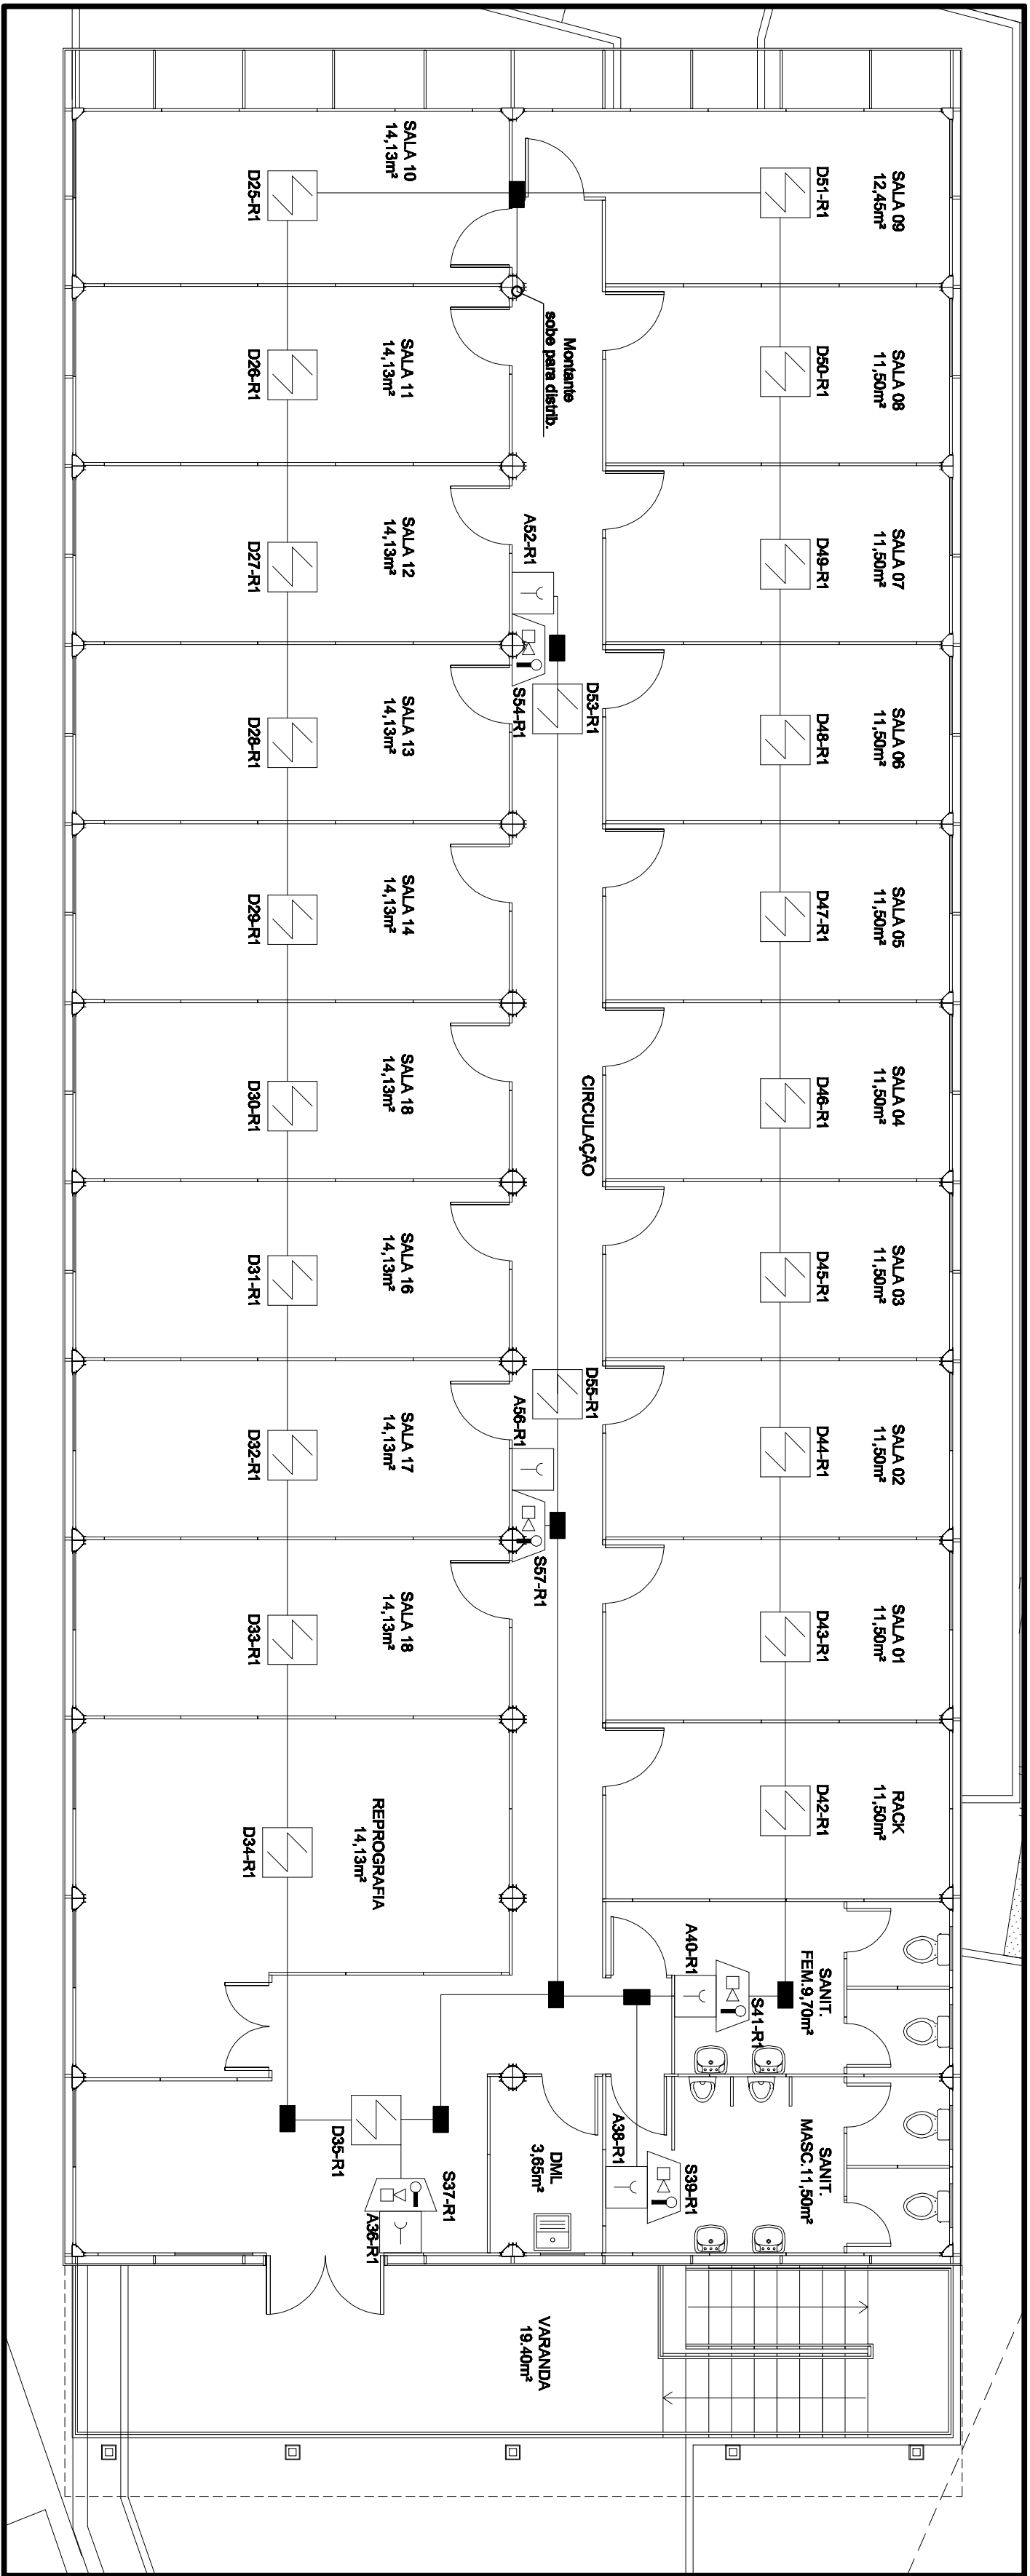 SALA 09
12,45m²
D51-R1
SALA 08
11,50m²
D50-R1
SALA 07
11,50m²
D49-R1
SALA 06
11,50m²
D48-R1
SALA 05
11,50m²
D47-R1
SALA 04
11,50m²
D46-R1
SALA 03
11,50m²
D45-R1
SALA 02
11,50m²
D44-R1
SALA 01
11,50m²
D43-R1
RACK
11,50m²
D42-R1
SANIT.
FEM.9,70m²
S41-R1
A40-R1
SANIT.
MASC.11,50m²
S39-R1
A38-R1
Montante
sobe para distrib.
A52-R1
S54-R1
D53-R1
CIRCULAÇÃO
D55-R1
A56-R1
S57-R1
DML
3,65m²
SALA 10
14,13m²
D25-R1
SALA 11
14,13m²
D26-R1
SALA 12
14,13m²
D27-R1
SALA 13
14,13m²
D28-R1
SALA 14
14,13m²
D29-R1
SALA 18
14,13m²
D30-R1
SALA 16
14,13m²
D31-R1
SALA 17
14,13m²
D32-R1
SALA 18
14,13m²
D33-R1
REPROGRAFIA
14,13m²
D34-R1
D35-R1
S37-R1
A36-R1
VARANDA
19.40m²